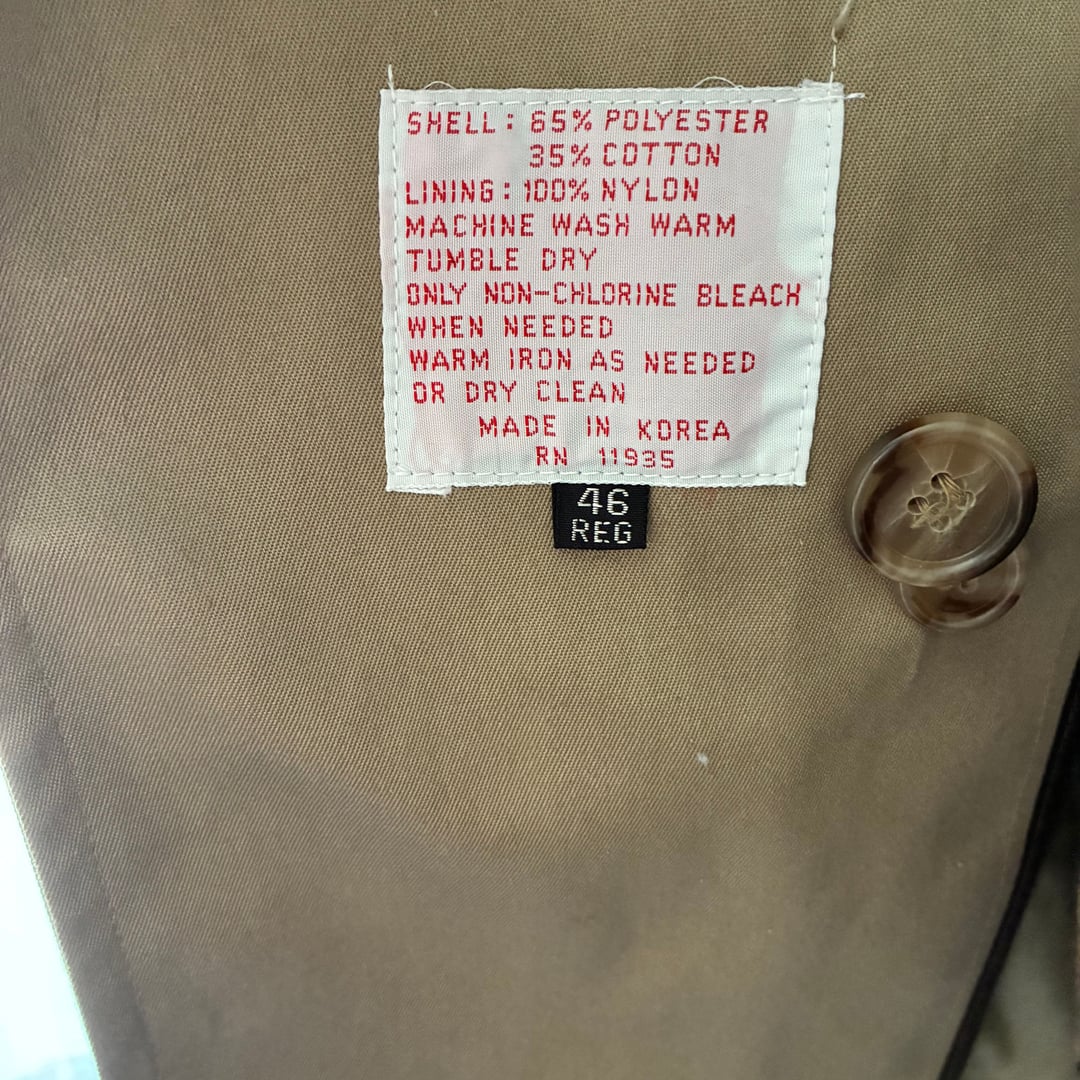 SHELL: 65% POLYESTER
35% COTTON
LINING: 100% NYLON
MACHINE WASH WARM
TUMBLE DRY
ONLY NON-CHLORINE BLEACH
WHEN NEEDED
WARM IRON AS NEEDED
OR DRY CLEAN
MADE IN KOREA
RN 11935
46
REG